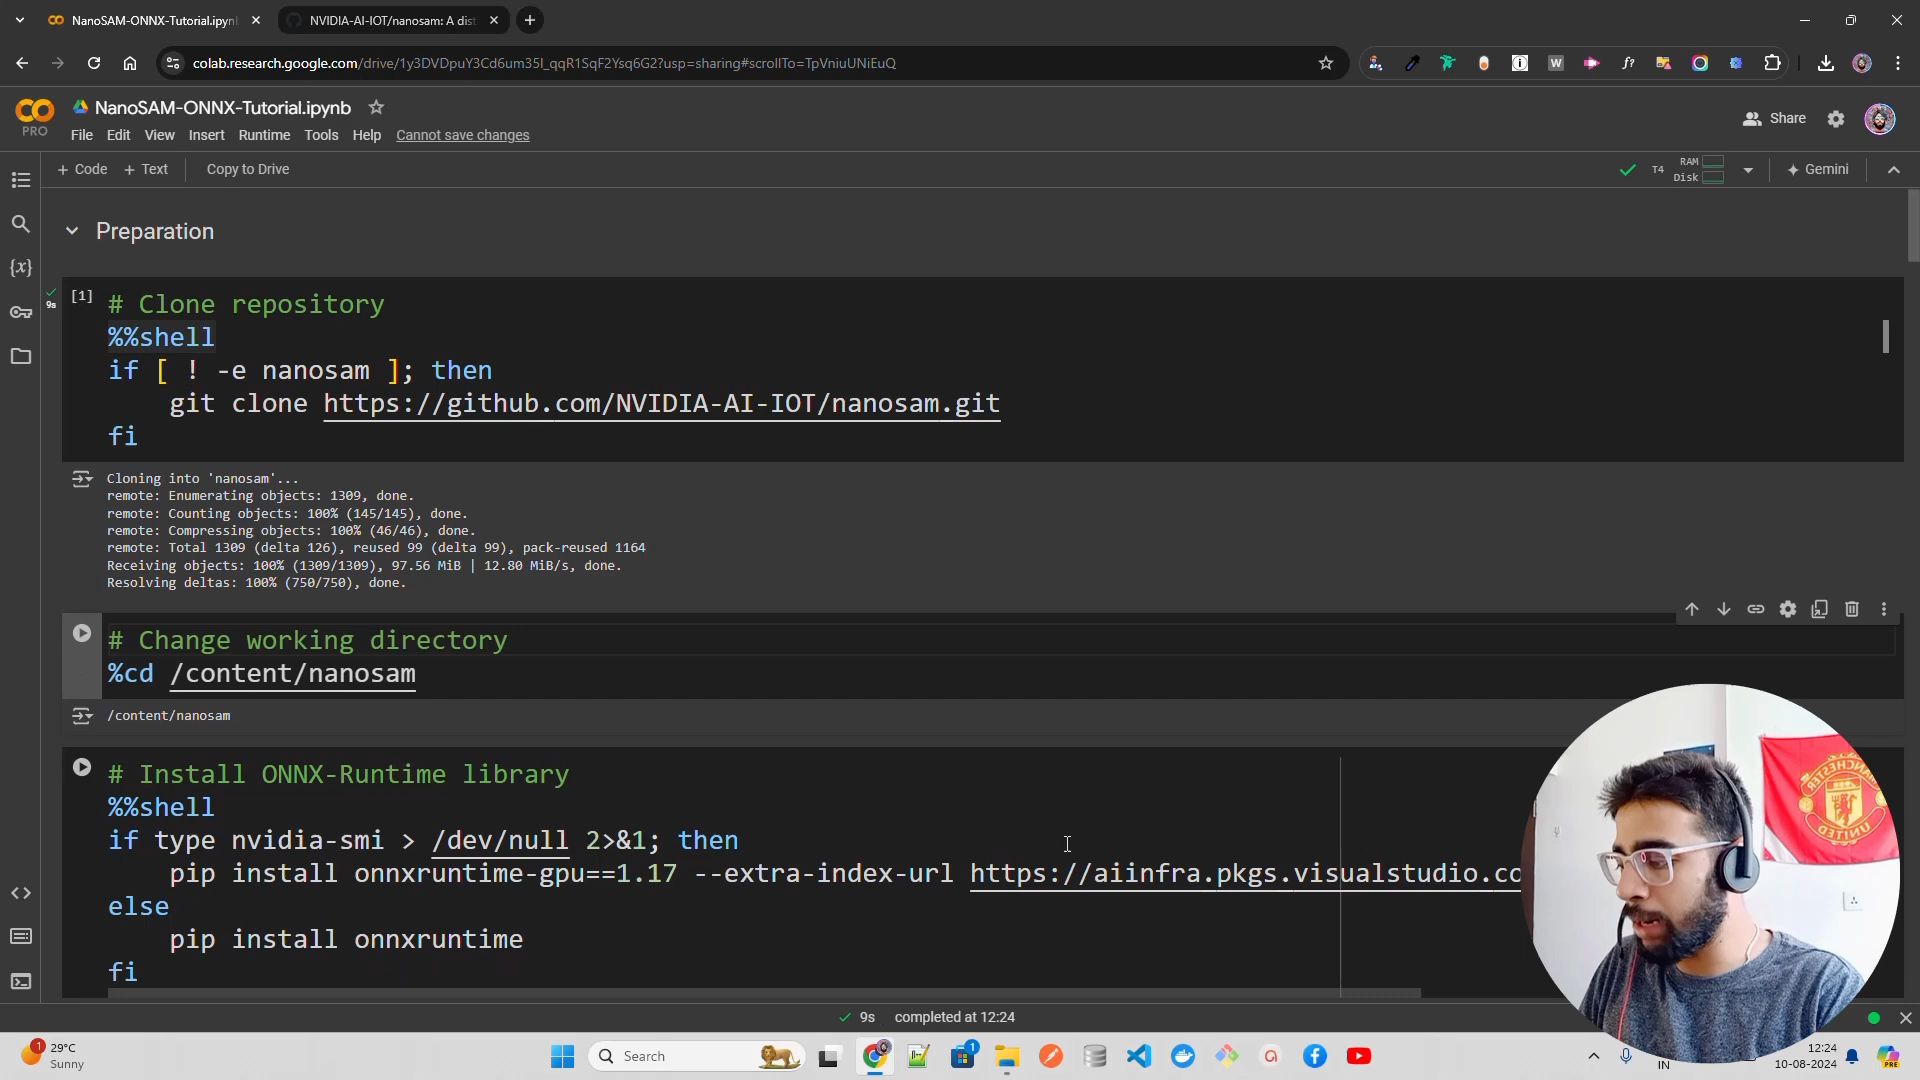 NanoSAM-ONNX-Tutorial.ipyn
NVIDIA-AI-IOT/nanosam: A dist
colab.research.google.com/drive/1y3DVDpuY3Cd6um35I_qqR1SqF2Ysq6G2?usp=sharing#scrollTo=TpVniuUNiEuQ
PRO
NanoSAM-ONNX-Tutorial.ipynb
File Edit View Insert Runtime Tools Help Cannot save changes
Share
+ Code + Text Copy to Drive
T4 RAM
Disk
Gemini
Preparation
9s
[1] # Clone repository
%%shell
if [ ! -e nanosam ]; then
git clone https://github.com/NVIDIA-AI-IOT/nanosam.git
fi
Cloning into 'nanosam'...
remote: Enumerating objects: 1309, done.
remote: Counting objects: 100% (145/145), done.
remote: Compressing objects: 100% (46/46), done.
remote: Total 1309 (delta 126), reused 99 (delta 99), pack-reused 1164
Receiving objects: 100% (1309/1309), 97.56 MiB | 12.80 MiB/s, done.
Resolving deltas: 100% (750/750), done.
# Change working directory
%cd /content/nanosam
/content/nanosam
# Install ONNX-Runtime library
%%shell
if type nvidia-smi > /dev/null 2>&1; then
pip install onnxruntime-gpu==1.17 --extra-index-url https://aiinfra.pkgs.visualstudio.co
else
pip install onnxruntime
fi
MANCHESTER
9s completed at 12:24
1
29°C
Sunny
Search
1
IN
12:24
10-08-2024
PRE